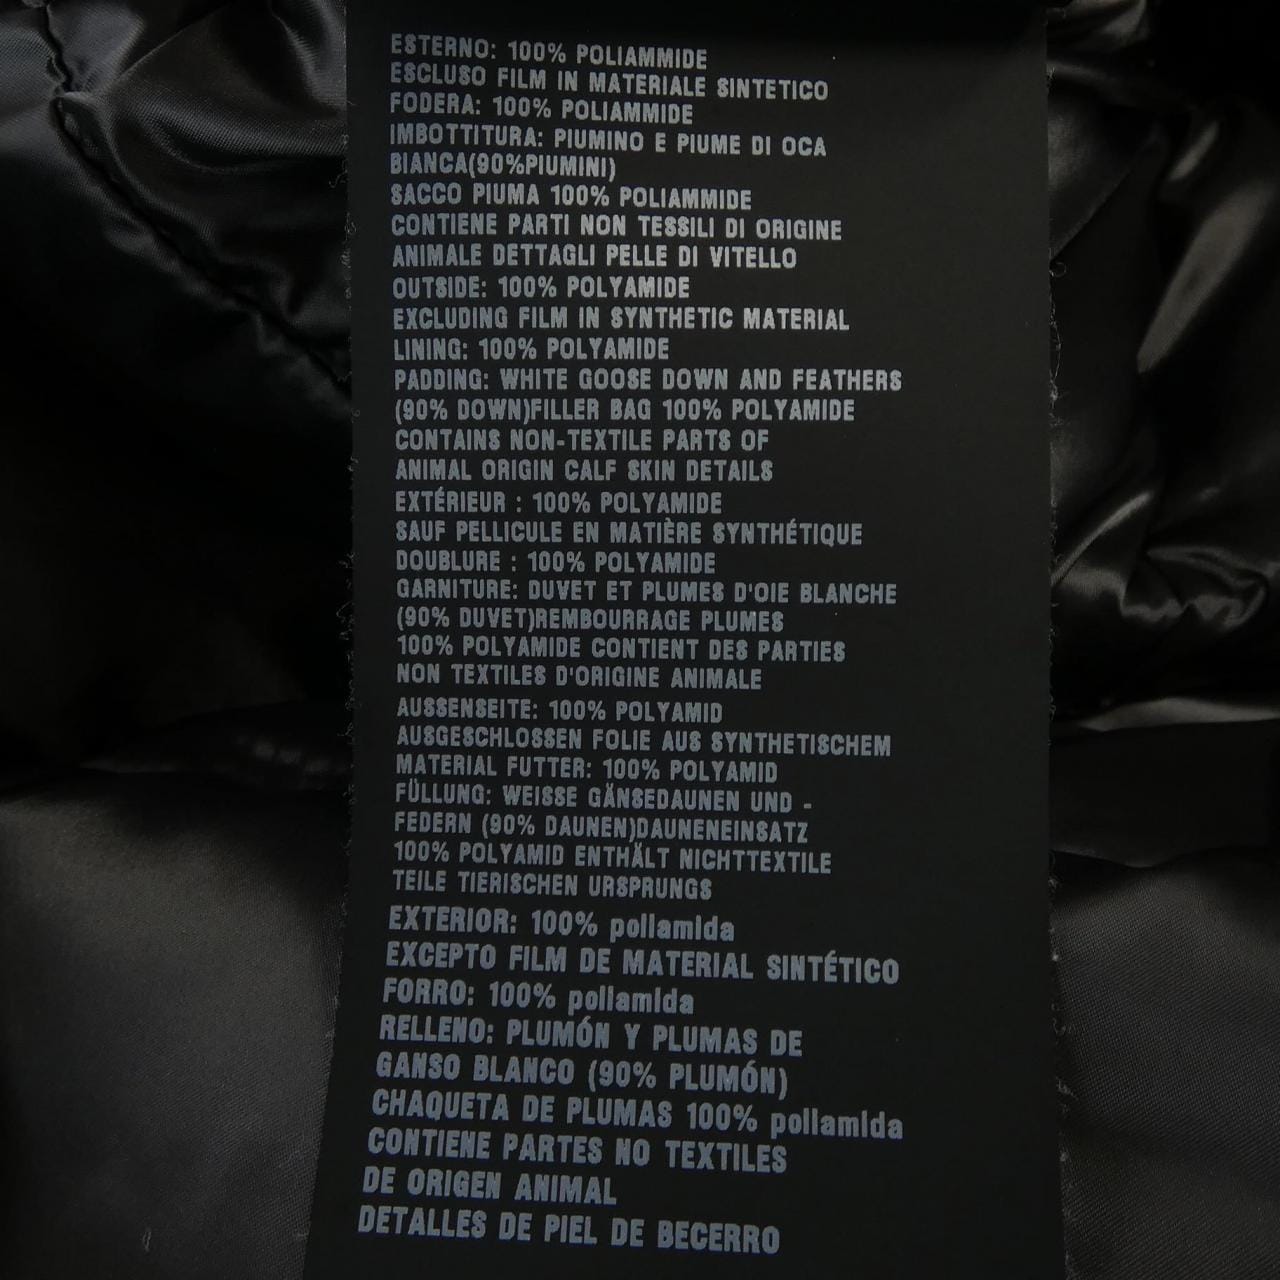 ESTERNO: 100% POLIAMMIDE
ESCLUSO FILM IN MATERIALE SINTETICO
FODERA: 100% POLIAMMIDE
IMBOTTITURA: PIUMINO E PIUME DI OCA
BIANCA(90%PIUMINI)
SACCO PIUMA 100% POLIAMMIDE
CONTIENE PARTI NON TESSILI DI ORIGINE
ANIMALE DETTAGLI PELLE DI VITELLO
OUTSIDE: 100% POLYAMIDE
EXCLUDING FILM IN SYNTHETIC MATERIAL
LINING: 100% POLYAMIDE
PADDING: WHITE GOOSE DOWN AND FEATHERS
(90% DOWN)FILLER BAG 100% POLYAMIDE
CONTAINS NON-TEXTILE PARTS OF
ANIMAL ORIGIN CALF SKIN DETAILS
EXTÉRIEUR : 100% POLYAMIDE
SAUF PELLICULE EN MATIÈRE SYNTHÉTIQUE
DOUBLURE : 100% POLYAMIDE
GARNITURE: DUVET ET PLUMES D'OIE BLANCHE
(90% DUVET)REMBOURRAGE PLUMES
100% POLYAMIDE CONTIENT DES PARTIES
NON TEXTILES D'ORIGINE ANIMALE
AUSSENSEITE: 100% POLYAMID
AUSGESCHLOSSEN FOLIE AUS SYNTHETISCHEM
MATERIAL FUTTER: 100% POLYAMID
FÜLLUNG: WEISSE GÄNSEDAUNEN UND -
FEDERN (90% DAUNEN)DAUNENEINSATZ
100% POLYAMID ENTHÄLT NICHTTEXTILE
TEILE TIERISCHEN URSPRUNGS
EXTERIOR: 100% poliamida
EXCEPTO FILM DE MATERIAL SINTÉTICO
FORRO: 100% poliamida
RELLENO: PLUMÓN Y PLUMAS DE
GANSO BLANCO (90% PLUMÓN)
CHAQUETA DE PLUMAS 100% poliamida
CONTIENE PARTES NO TEXTILES
DE ORIGEN ANIMAL
DETALLES DE PIEL DE BECERRO